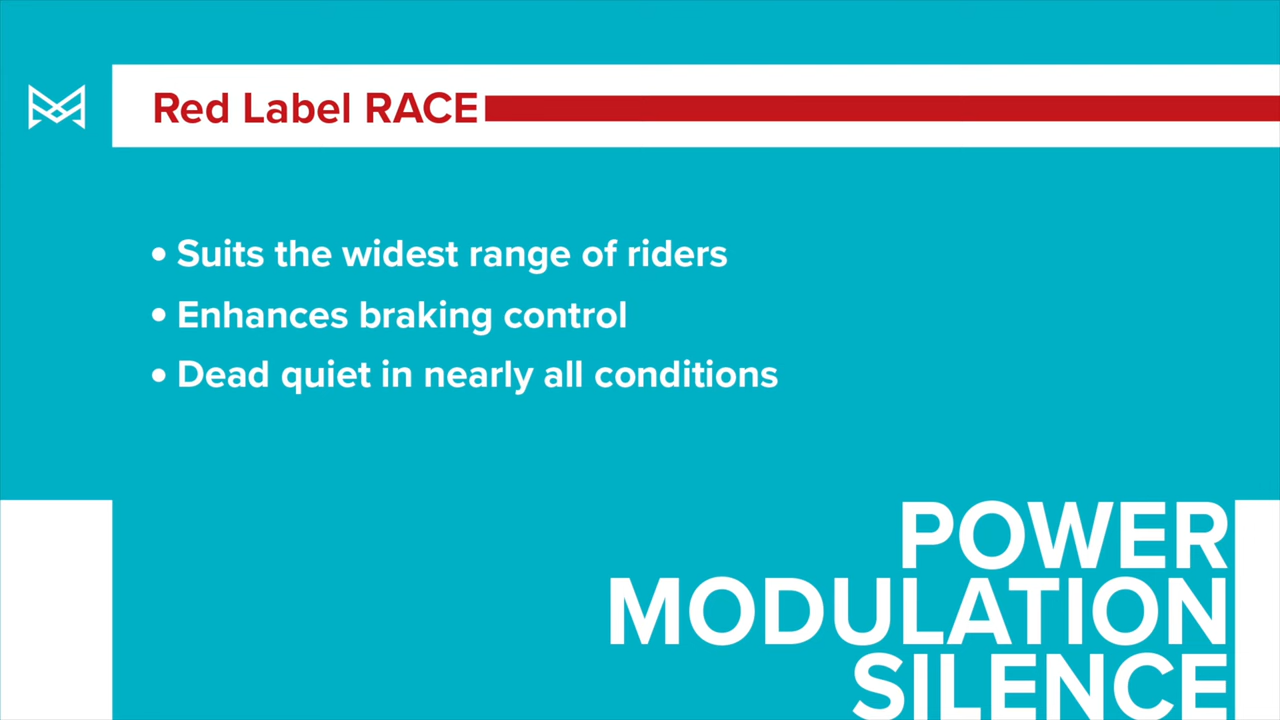 Red Label RACE
• Suits the widest range of riders
• Enhances braking control
• Dead quiet in nearly all conditions
POWER
MODULATION
SILENCE